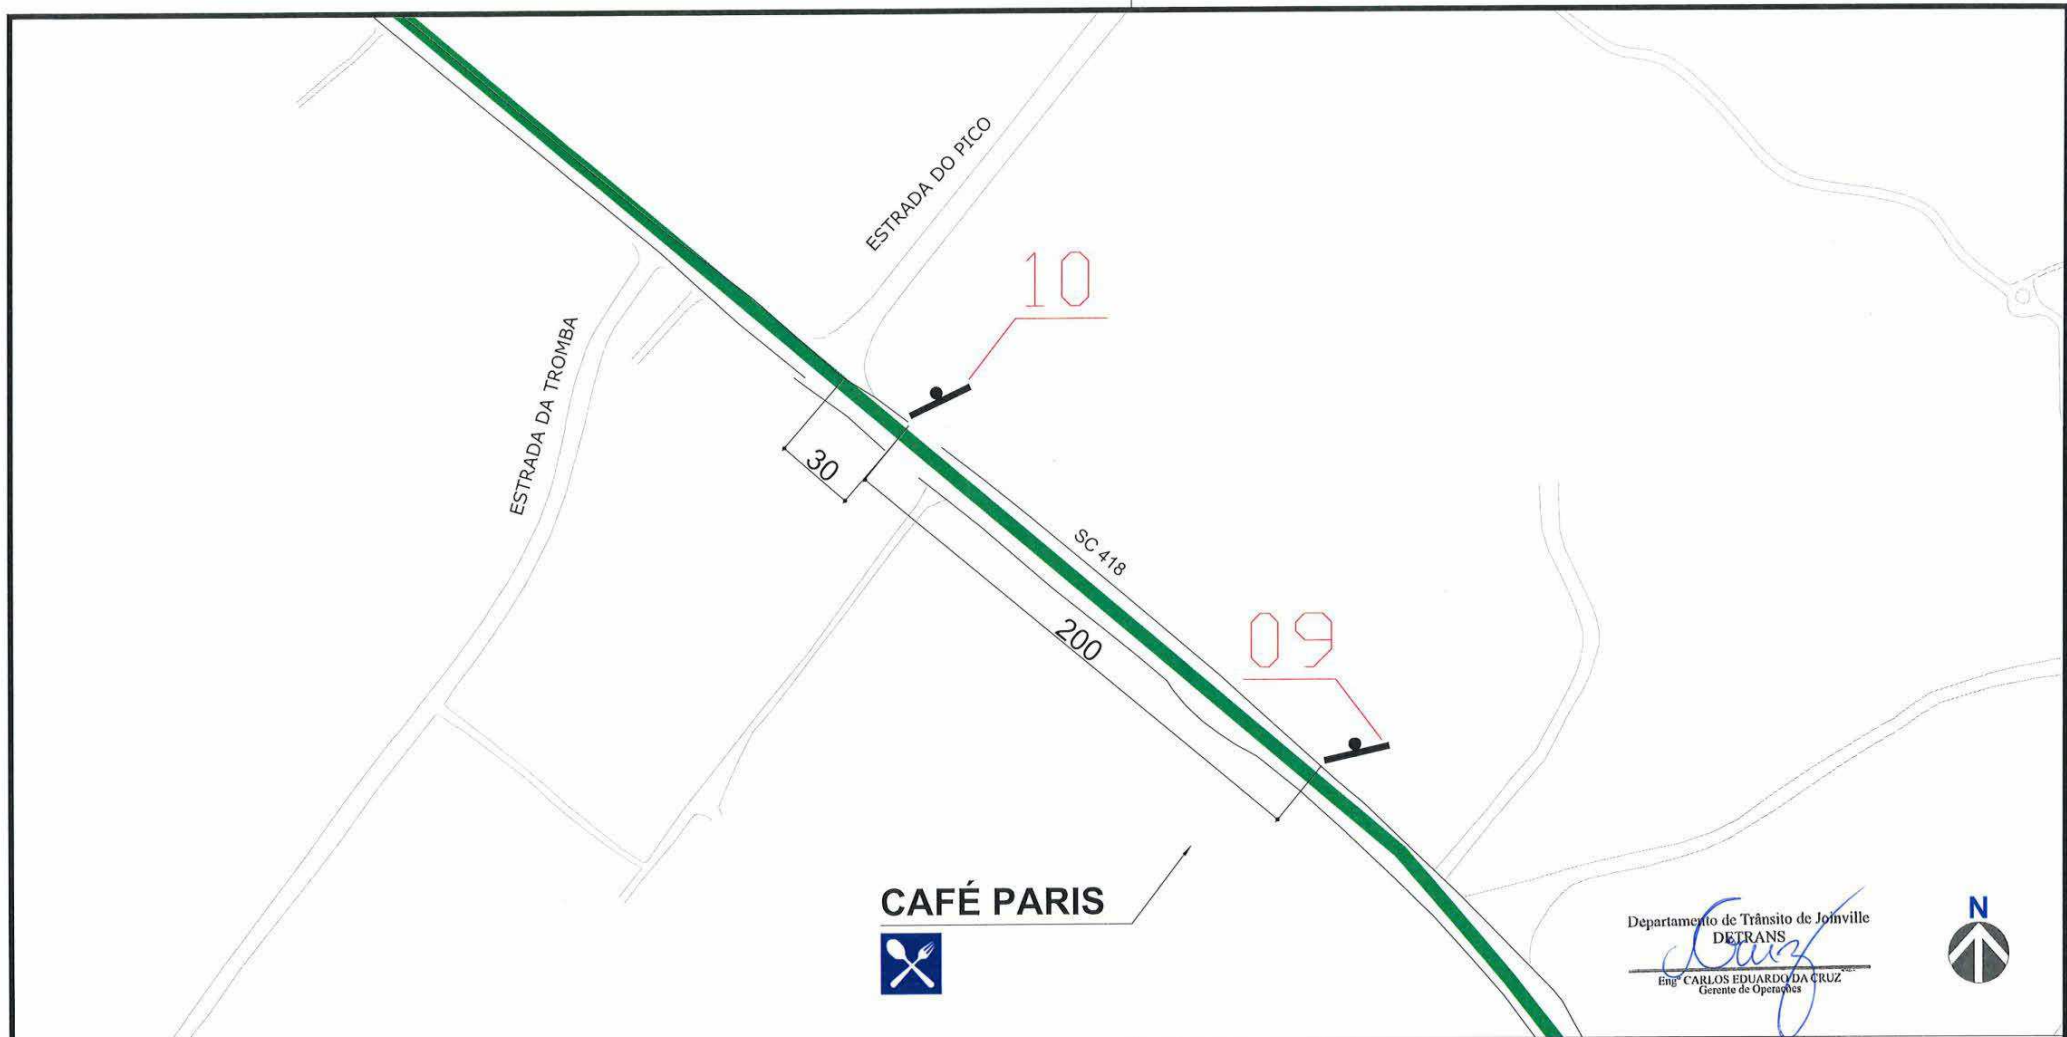 ESTRADA DO PICO
10
ESTRADA DA TROMBA
30
SC 418
200
09
CAFÉ PARIS
Departamento de Trânsito de Joinville
DETRANS
Cruz
Engº CARLOS EDUARDO DA CRUZ
Gerente de Operações
N